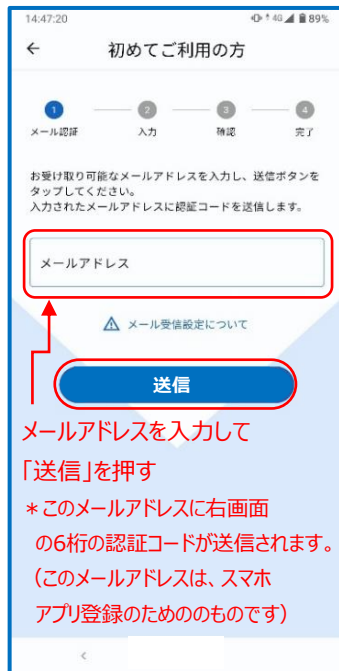 14:47:20 4G 89%
← 初めてご利用の方
1 2 3 4
メール認証 入力 確認 完了
お受け取り可能なメールアドレスを入力し、送信ボタンを
タップしてください。
入力されたメールアドレスに認証コードを送信します。
メールアドレス
メール受信設定について
送信
メールアドレスを入力して
「送信」を押す
＊このメールアドレスに右画面
の6桁の認証コードが送信されます。
（このメールアドレスは、スマホ
アプリ登録のためののものです）